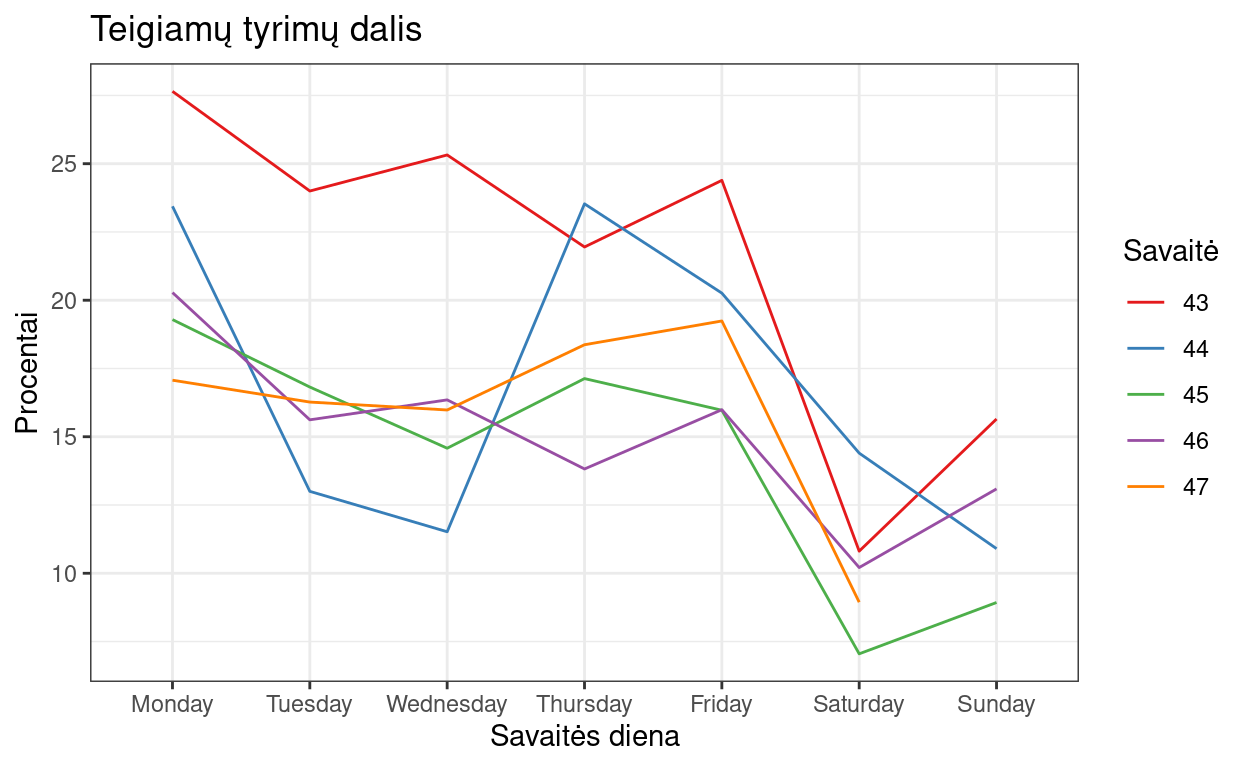 Teigiamų tyrimų dalis
Procentai
25
20
15
10
Monday Tuesday Wednesday Thursday Friday Saturday Sunday
Savaitės diena
Savaitė
43
44
45
46
47